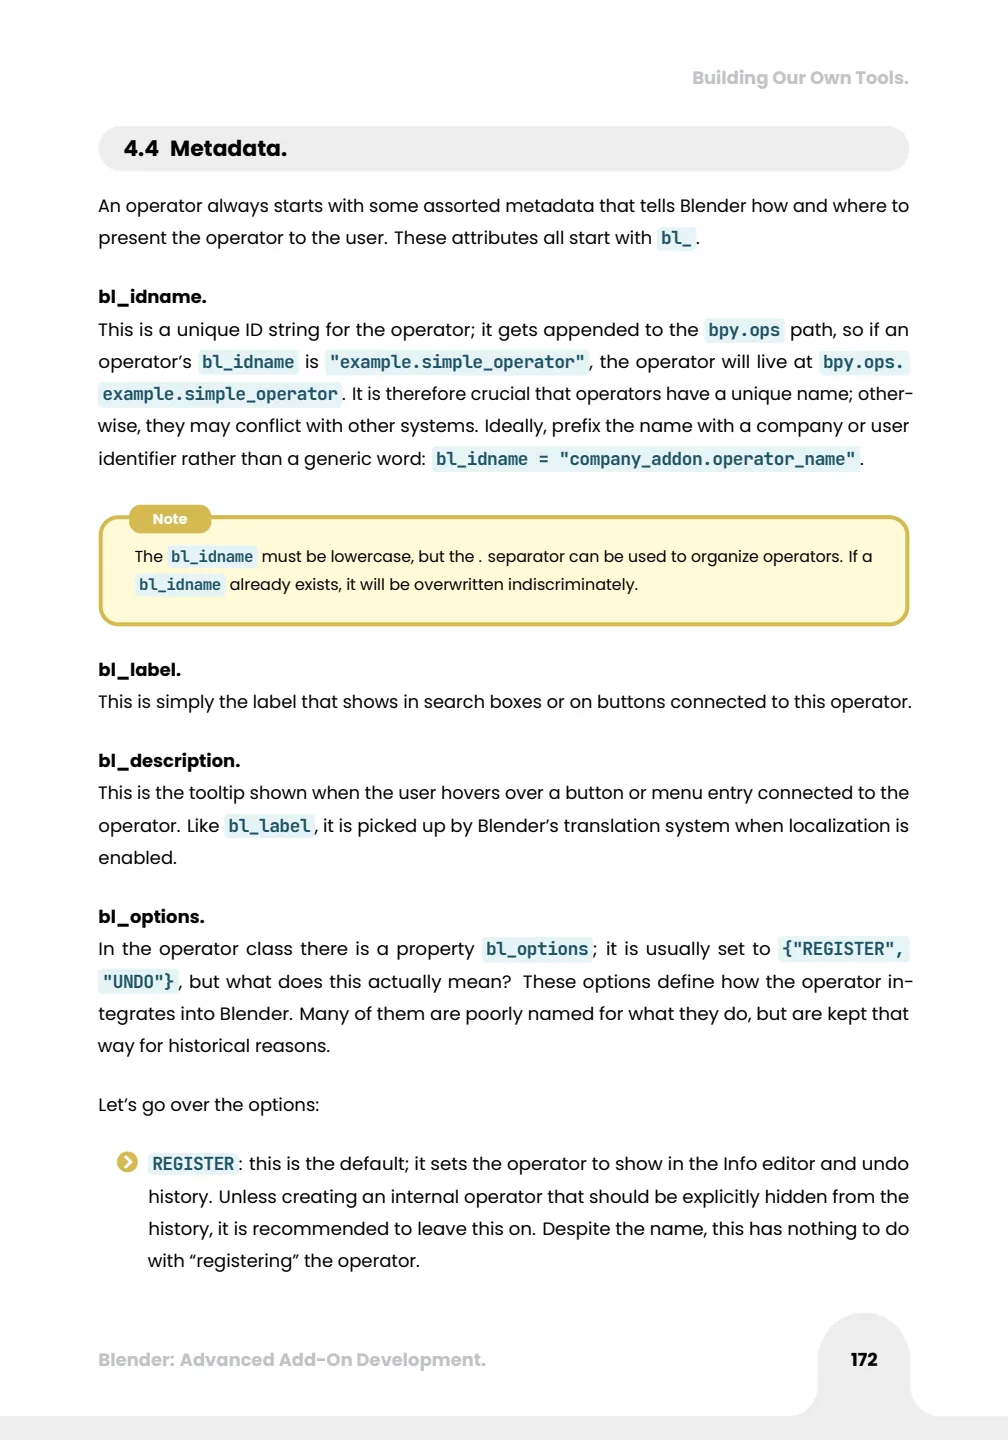 Building Our Own Tools.
4.4 Metadata.
An operator always starts with some assorted metadata that tells Blender how and where to
present the operator to the user. These attributes all start with bl_.
bl_idname.
This is a unique ID string for the operator; it gets appended to the bpy.ops path, so if an
operator’s bl_idname is "example.simple_operator", the operator will live at bpy.ops.
example.simple_operator. It is therefore crucial that operators have a unique name; other-
wise, they may conflict with other systems. Ideally, prefix the name with a company or user
identifier rather than a generic word: bl_idname = "company_addon.operator_name".
Note
The bl_idname must be lowercase, but the . separator can be used to organize operators. If a
bl_idname already exists, it will be overwritten indiscriminately.
bl_label.
This is simply the label that shows in search boxes or on buttons connected to this operator.
bl_description.
This is the tooltip shown when the user hovers over a button or menu entry connected to the
operator. Like bl_label, it is picked up by Blender’s translation system when localization is
enabled.
bl_options.
In the operator class there is a property bl_options; it is usually set to {"REGISTER",
"UNDO"}, but what does this actually mean? These options define how the operator in-
tegrates into Blender. Many of them are poorly named for what they do, but are kept that
way for historical reasons.
Let’s go over the options:
REGISTER: this is the default; it sets the operator to show in the Info editor and undo
history. Unless creating an internal operator that should be explicitly hidden from the
history, it is recommended to leave this on. Despite the name, this has nothing to do
with “registering” the operator.
Blender: Advanced Add-On Development.
172